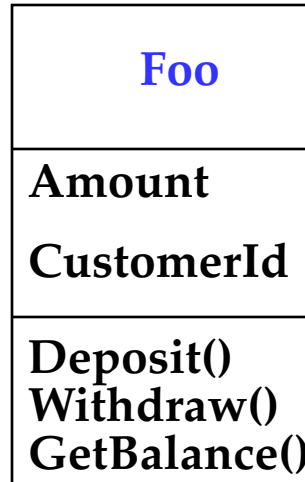 Foo
Amount
CustomerId
Deposit()
Withdraw()
GetBalance()